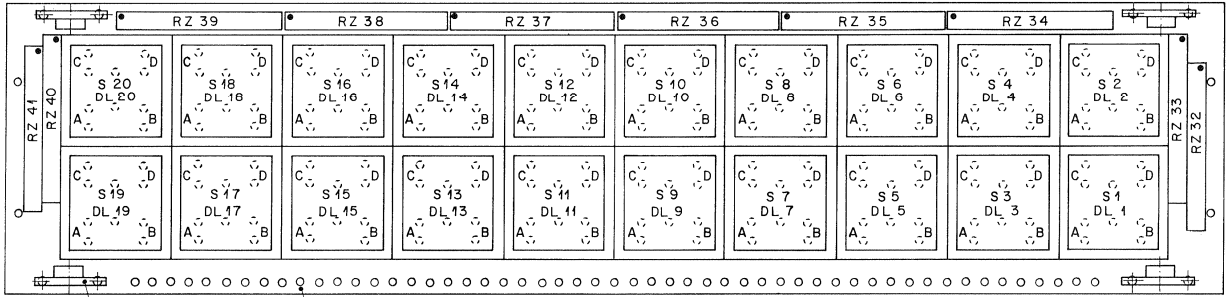 RZ 39 RZ 38 RZ 37 RZ 36 RZ 35 RZ 34
RZ 41
RZ 40
C D C D C D C D C D C D C D C D C D C D
S 20 S 18 S 16 S 14 S 12 S 10 S 8 S 6 S 4 S 2
DL 20 DL 18 DL 16 DL 14 DL 12 DL 10 DL 8 DL 6 DL 4 DL 2
A B A B A B A B A B A B A B A B A B A B
RZ 33
RZ 32
C D C D C D C D C D C D C D C D C D C D
S 19 S 17 S 15 S 13 S 11 S 9 S 7 S 5 S 3 S 1
DL 19 DL 17 DL 15 DL 13 DL 11 DL 9 DL 7 DL 5 DL 3 DL 1
A B A B A B A B A B A B A B A B A B A B